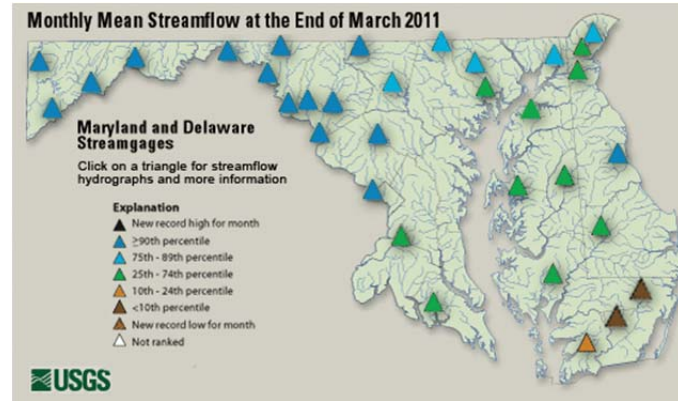 Monthly Mean Streamflow at the End of March 2011
Maryland and Delaware
Streamgages
Click on a triangle for streamflow
hydrographs and more information
Explanation
New record high for month
≥90th percentile
75th - 89th percentile
25th - 74th percentile
10th - 24th percentile
<10th percentile
New record low for month
Not ranked
USGS